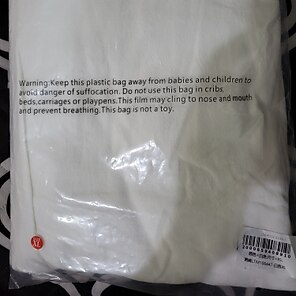 Warning:Keep this plastic bag away from babies and children to
avoid danger of suffocation. Do not use this bag in cribs,
beds,carriages or playpens.This film may cling to nose and mouth
and prevent breathing.This bag is not a toy.
XL